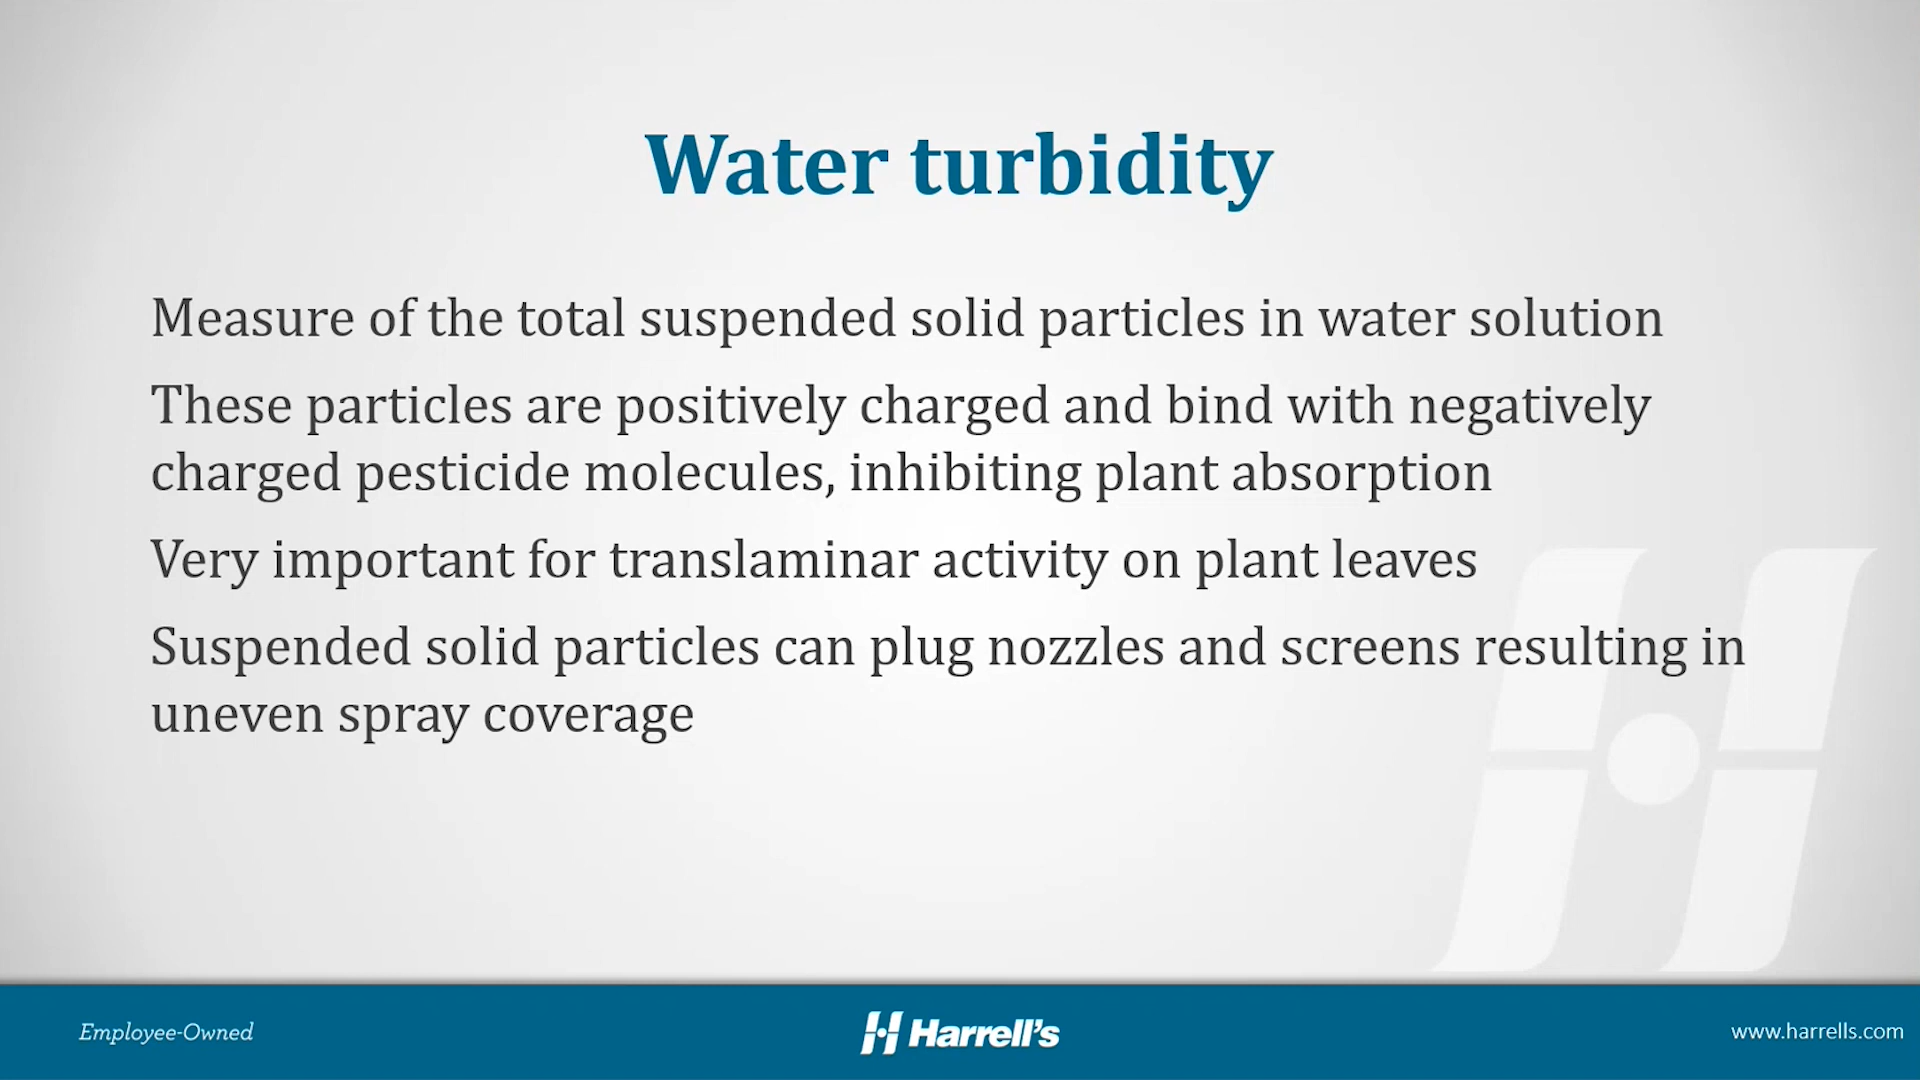 Water turbidity
Measure of the total suspended solid particles in water solution
These particles are positively charged and bind with negatively
charged pesticide molecules, inhibiting plant absorption
Very important for translaminar activity on plant leaves
Suspended solid particles can plug nozzles and screens resulting in
uneven spray coverage
Employee-Owned
Harrell's
www.harrells.com